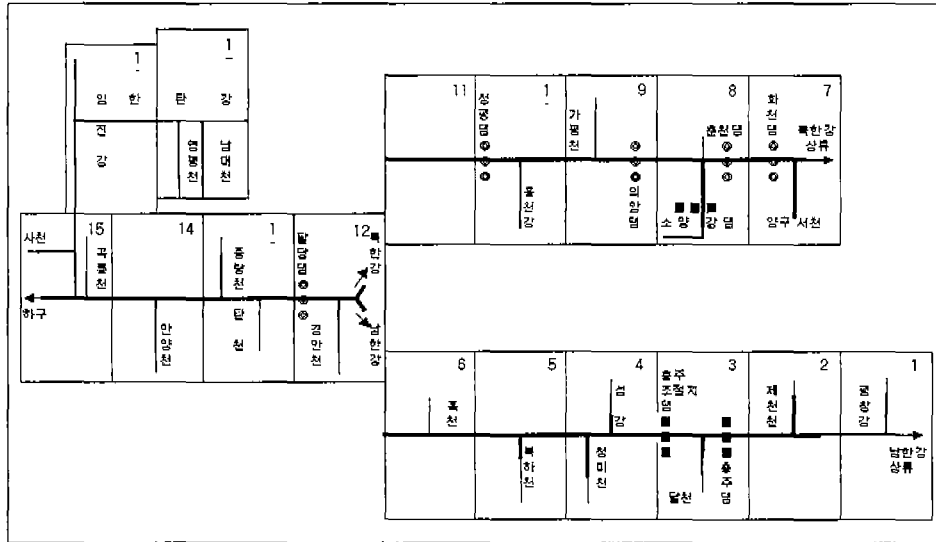 1
1
임 한 탄 강
진강
영평천
남대천
11
1
9
8
7
청평댐
가평천
춘천댐
화천댐
북한강
상류
홍천강
의암댐
소 양 강 댐
양구 서천
15
14
1
12
사천
곡릉천
중랑천
팔당댐
북한강
하구
안양천
탄천
경안천
남한강
6
5
4
3
2
1
흑천
섬강
충주
조절지
댐
제천천
평창강
복하천
청미천
달천
충주댐
남한강
상류